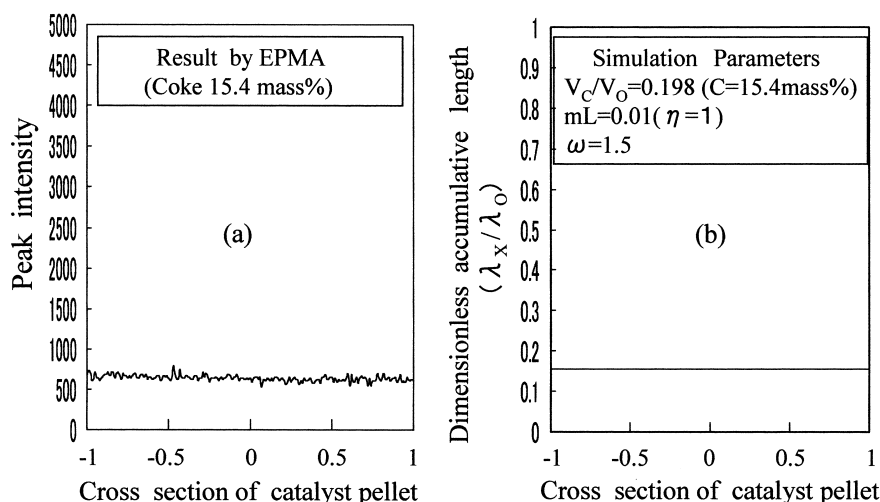 Peak intensity
5000
4500
4000
3500
3000
2500
2000
1500
1000
500
0
Result by EPMA
(Coke 15.4 mass%)
(a)
-1 -0.5 0 0.5 1
Cross section of catalyst pellet
Dimensionless accumulative length
(λX/λO)
1
0.9
0.8
0.7
0.6
0.5
0.4
0.3
0.2
0.1
0
Simulation Parameters
VC/VO=0.198 (C=15.4mass%)
mL=0.01(η=1)
ω=1.5
(b)
-1 -0.5 0 0.5 1
Cross section of catalyst pellet